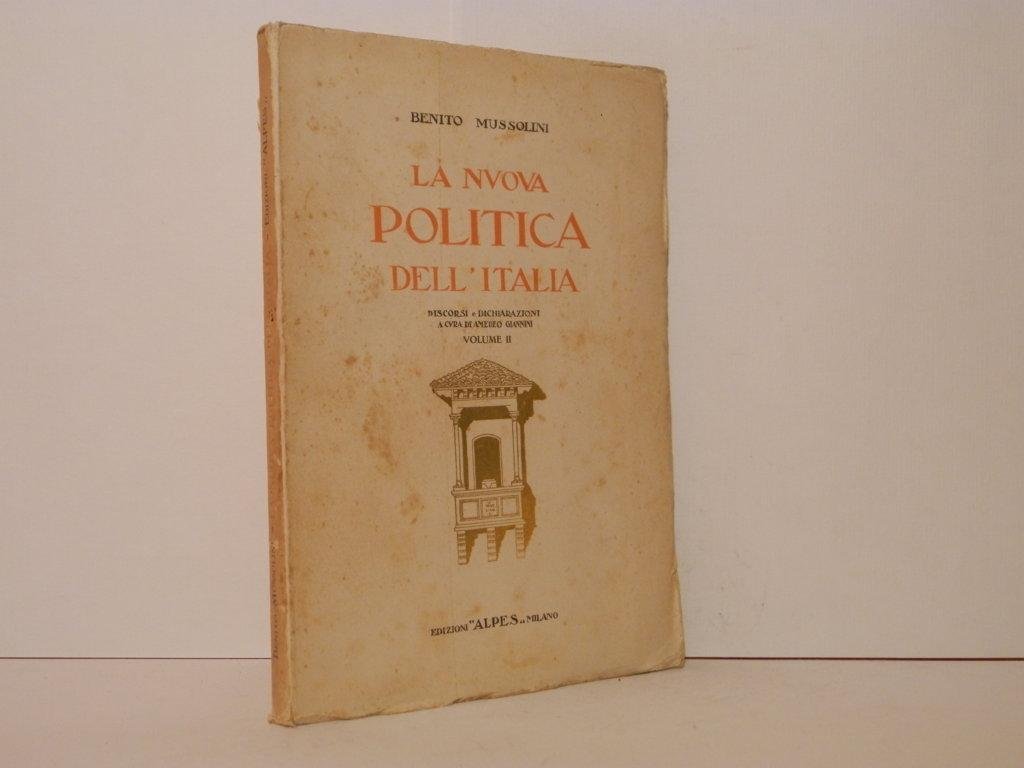 BENITO MUSSOLINI
LA NVOVA
POLITICA
DELL'ITALIA
DISCORSI e DICHIARAZIONI
A CVRA DI AMEDEO GIANNINI
VOLUME II
EDIZIONI "ALPES„ MILANO